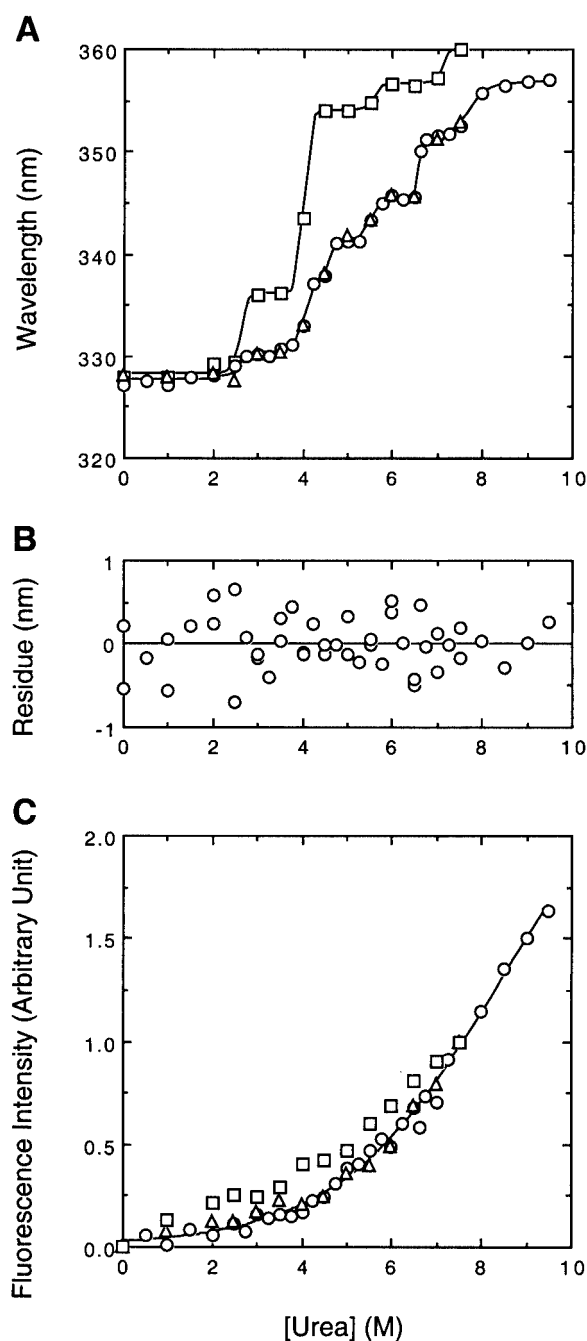 A
Wavelength (nm)
360
350
340
330
320
0 2 4 6 8 10
B
Residue (nm)
1
0
-1
0 2 4 6 8 10
C
Fluorescence Intensity (Arbitrary Unit)
2.0
1.5
1.0
0.5
0.0
0 2 4 6 8 10
[Urea] (M)